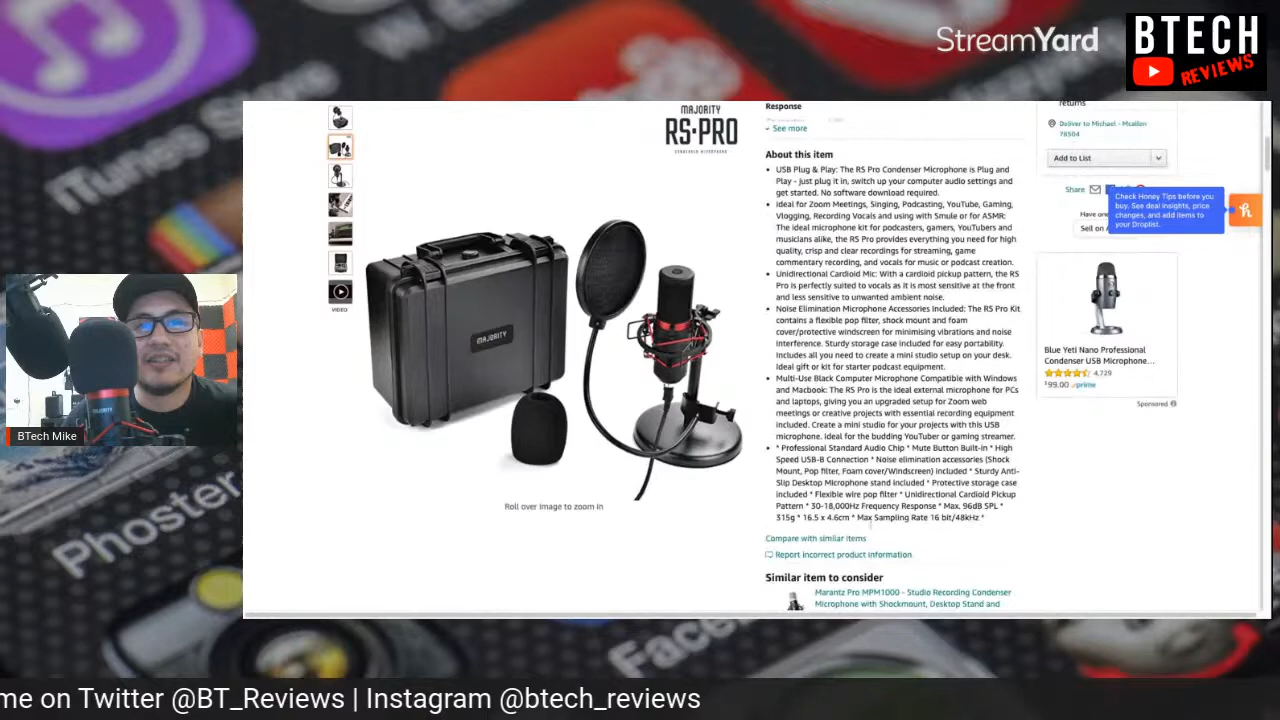 StreamYard
BTECH
REVIEWS
MAJORITY
RS·PRO
CONDENSER MICROPHONE
Response
See more
About this item
USB Plug & Play: The RS Pro Condenser Microphone is Plug and
Play - just plug it in, switch up your computer audio settings and
get started. No software download required.
Ideal for Zoom Meetings, Singing, Podcasting, YouTube, Gaming,
Vlogging, Recording Vocals and using with Smule or for ASMR:
The ideal microphone for podcasters, gamers, YouTubers and
musicians alike, the RS Pro provides everything you need for high
quality, crisp and clear recordings for streaming, game
commentary recording, and vocals for music or podcast creation.
Unidirectional Cardioid Mic: With a cardioid pickup pattern, the RS
Pro is perfectly suited to vocals as it is most sensitive at the front
and less sensitive to unwanted ambient noise.
Noise Elimination Microphone Accessories Included: The RS Pro Kit
contains a flexible pop filter, shock mount and foam
cover/protective windscreen for minimising vibrations and noise
interference. Sturdy storage case included for easy portability.
Includes all you need to create a mini studio setup on your desk.
Ideal gift or kit for starter podcast equipment.
Multi-Use Black Computer Microphone Compatible with Windows
and Macbook: The RS Pro is the ideal external microphone for PCs
and laptops, giving you an upgraded setup for Zoom web
meetings or creative projects with essential recording equipment
included. Create a mini studio for your projects with this USB
microphone. Ideal for the budding YouTuber or gaming streamer.
* Professional Standard Audio Chip * Mute Button Built-in * High
Speed USB-B Connection * Noise elimination accessories (Shock
Mount, Pop filter, Foam cover/Windscreen) included * Sturdy Anti-
Slip Desktop Microphone stand included * Protective storage case
included * Flexible wire pop filter * Unidirectional Cardioid Pickup
Pattern * 30-18,000Hz Frequency Response * Max. 96dB SPL *
315g * 16.5 x 4.6cm * Max Sampling Rate 16 bit/48kHz *
Compare with similar items
Report incorrect product information
Similar item to consider
Marantz Pro MPM1000 - Studio Recording Condenser
Microphone with Shockmount, Desktop Stand and
returns
Deliver to Michael - Mcallen
78504
Add to List
Share
Have
Sell on
Check Honey Tips before you
buy. See deal insights, price
changes, and add items to
your Droplist.
Blue Yeti Nano Professional
Condenser USB Microphone...
4,729
$99.00 prime
Sponsored
MAJORITY
Roll over image to zoom in
VIDEO
MAJORITY
BTech Mike
Phoster
Face
me on Twitter @BT_Reviews | Instagram @btech_reviews